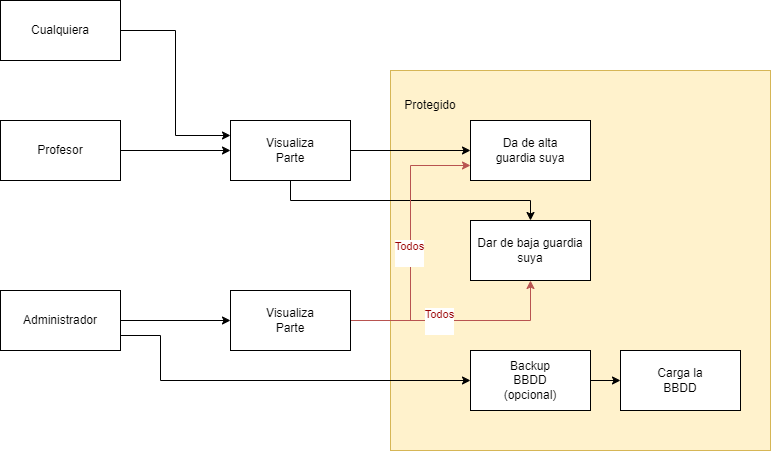 Cualquiera
Protegido
Profesor
Visualiza
Parte
Da de alta
guardia suya
Todos
Dar de baja guardia
suya
Administrador
Visualiza
Parte
Todos
Backup
BBDD
(opcional)
Carga la
BBDD